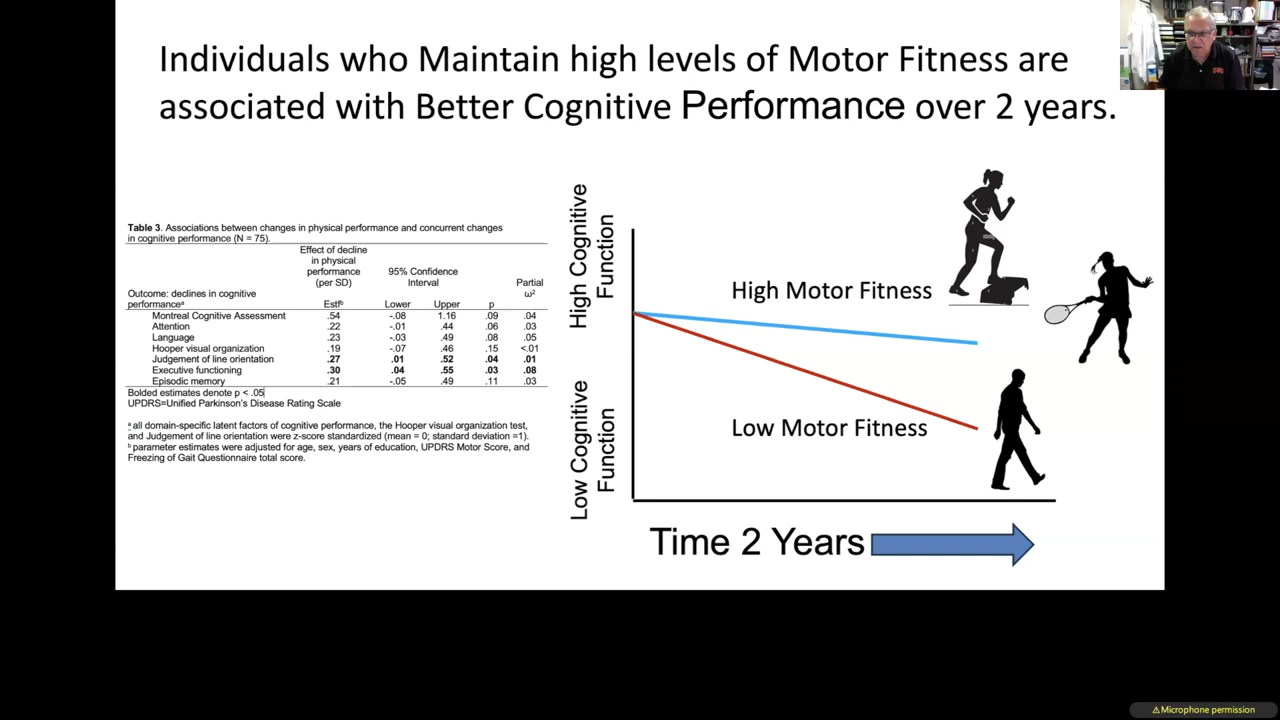 Individuals who Maintain high levels of Motor Fitness are
associated with Better Cognitive Performance over 2 years.
Table 3. Associations between changes in physical performance and concurrent changes
in cognitive performance (N = 75).
Effect of decline
in physical
performance
(per SD)
95% Confidence
Interval
Partial
ω²
Outcome: declines in cognitive
performanceᵃ
Estfᵇ Lower Upper p
Montreal Cognitive Assessment .54 -.08 1.16 .09 .04
Attention .22 -.01 .44 .06 .03
Language .23 -.03 .49 .08 .05
Hooper visual organization .19 -.07 .46 .15 <.01
Judgement of line orientation .27 .01 .52 .04 .01
Executive functioning .30 .04 .55 .03 .08
Episodic memory .21 -.05 .49 .11 .03
Bolded estimates denote p < .05
UPDRS=Unified Parkinson's Disease Rating Scale
ᵃ all domain-specific latent factors of cognitive performance, the Hooper visual organization test,
and Judgement of line orientation were z-score standardized (mean = 0; standard deviation =1).
ᵇ parameter estimates were adjusted for age, sex, years of education, UPDRS Motor Score, and
Freezing of Gait Questionnaire total score.
High Cognitive
Function
Low Cognitive
Function
High Motor Fitness
Low Motor Fitness
Time 2 Years
⚠Microphone permission